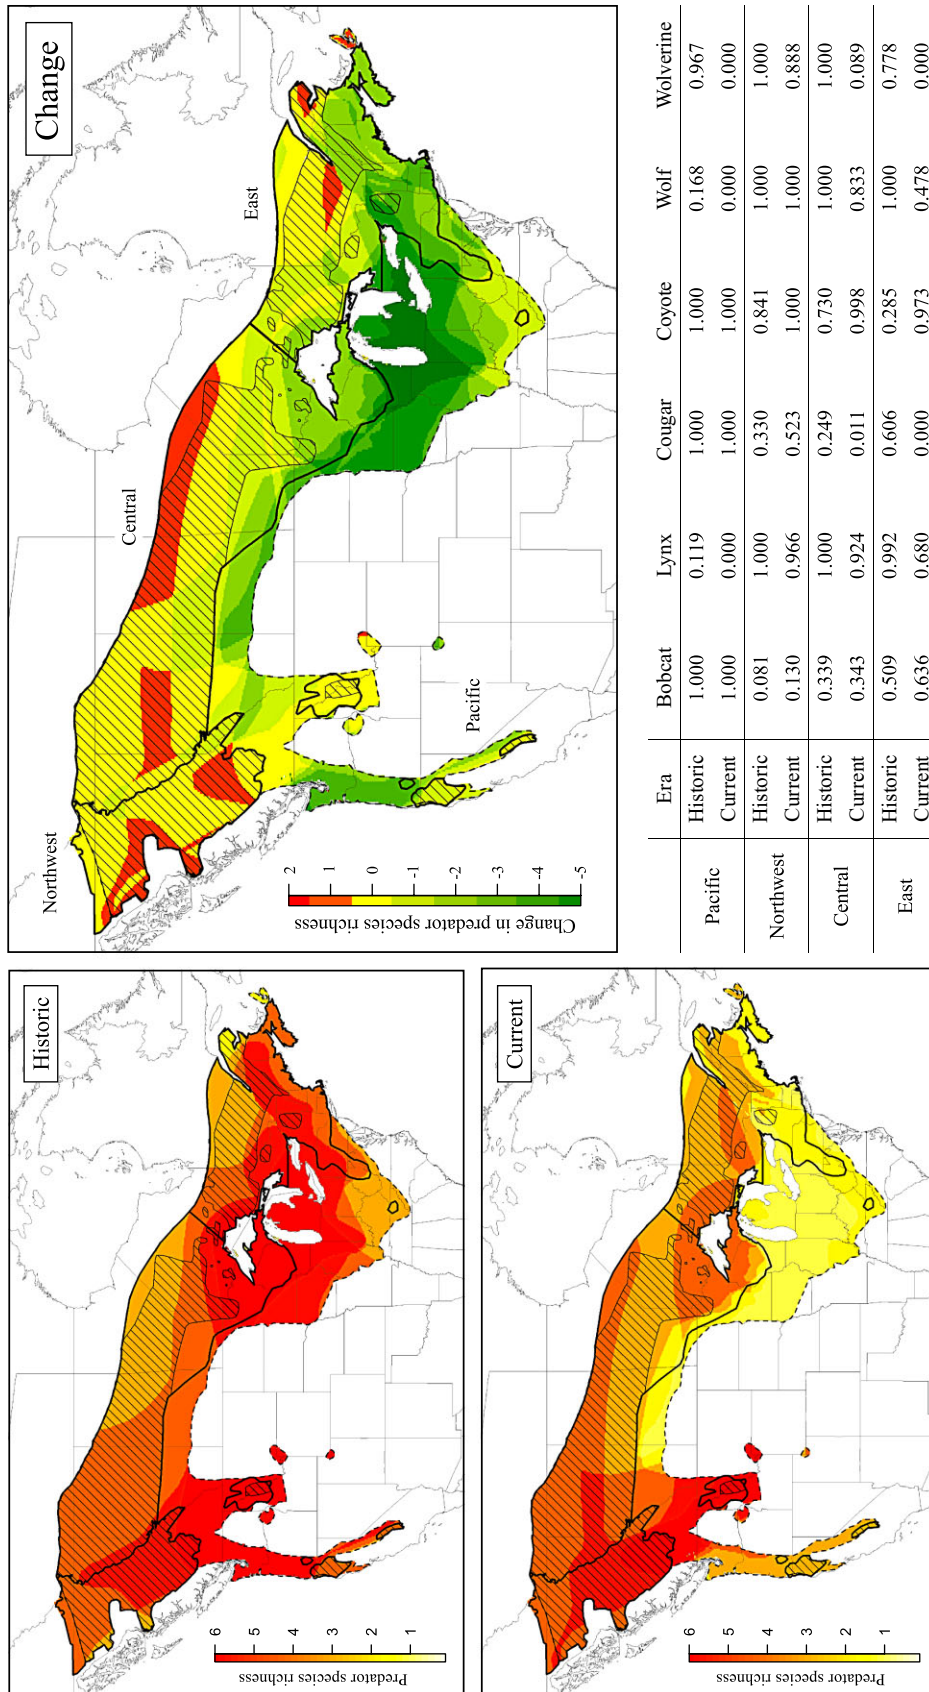 Historic
Predator species richness
6
5
4
3
2
1
Current
Predator species richness
6
5
4
3
2
1
Change
Northwest
Central
East
Pacific
Change in predator species richness
2
1
0
-1
-2
-3
-4
-5
Era Bobcat Lynx Cougar Coyote Wolf Wolverine
Pacific Historic 1.000 0.119 1.000 1.000 0.168 0.967
Current 1.000 0.000 1.000 1.000 0.000 0.000
Northwest Historic 0.081 1.000 0.330 0.841 1.000 1.000
Current 0.130 0.966 0.523 1.000 1.000 0.888
Central Historic 0.339 1.000 0.249 0.730 1.000 1.000
Current 0.343 0.924 0.011 0.998 0.833 0.089
East Historic 0.509 0.992 0.606 0.285 1.000 0.778
Current 0.636 0.680 0.000 0.973 0.478 0.000